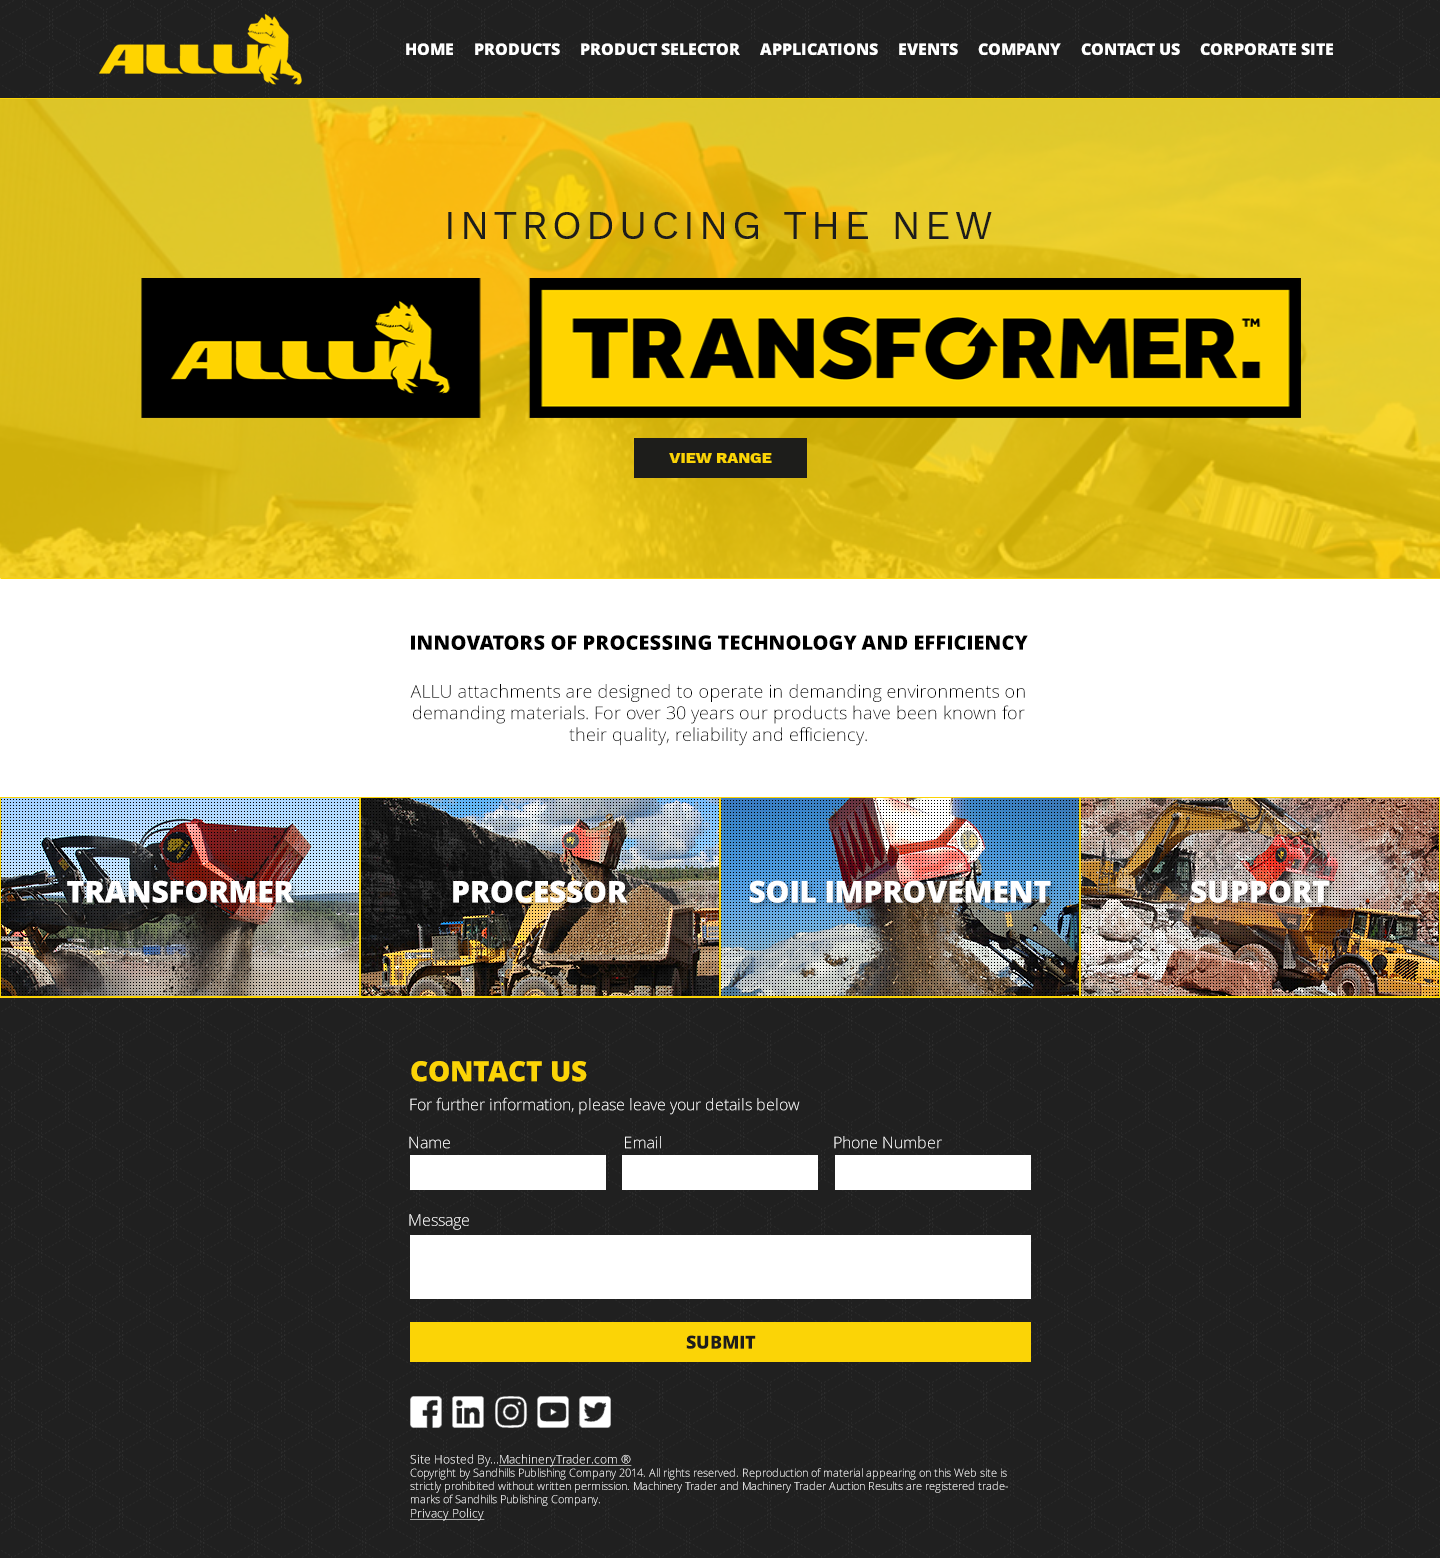 ALLU
HOME PRODUCTS PRODUCT SELECTOR APPLICATIONS EVENTS COMPANY CONTACT US CORPORATE SITE
INTRODUCING THE NEW
ALLU
TRANSFORMER.™
VIEW RANGE
INNOVATORS OF PROCESSING TECHNOLOGY AND EFFICIENCY
ALLU attachments are designed to operate in demanding environments on
demanding materials. For over 30 years our products have been known for
their quality, reliability and efficiency.
TRANSFORMER
PROCESSOR
SOIL IMPROVEMENT
SUPPORT
CONTACT US
For further information, please leave your details below
Name
Email
Phone Number
Message
SUBMIT
Site Hosted By...MachineryTrader.com ®
Copyright by Sandhills Publishing Company 2014. All rights reserved. Reproduction of material appearing on this Web site is
strictly prohibited without written permission. Machinery Trader and Machinery Trader Auction Results are registered trade-
marks of Sandhills Publishing Company.
Privacy Policy